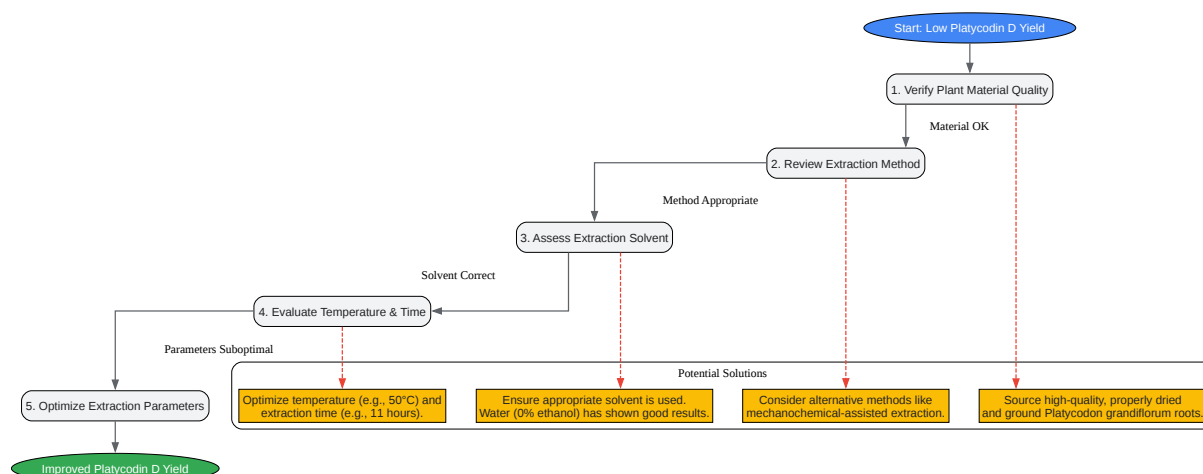 Start: Low Platycodin D Yield
1. Verify Plant Material Quality
Material OK
2. Review Extraction Method
Method Appropriate
3. Assess Extraction Solvent
Solvent Correct
4. Evaluate Temperature & Time
Parameters Suboptimal
Potential Solutions
5. Optimize Extraction Parameters
Optimize temperature (e.g., 50°C) and
extraction time (e.g., 11 hours).
Ensure appropriate solvent is used.
Water (0% ethanol) has shown good results.
Consider alternative methods like
mechanochemical-assisted extraction.
Source high-quality, properly dried
and ground Platycodon grandiflorum roots.
Improved Platycodin D Yield